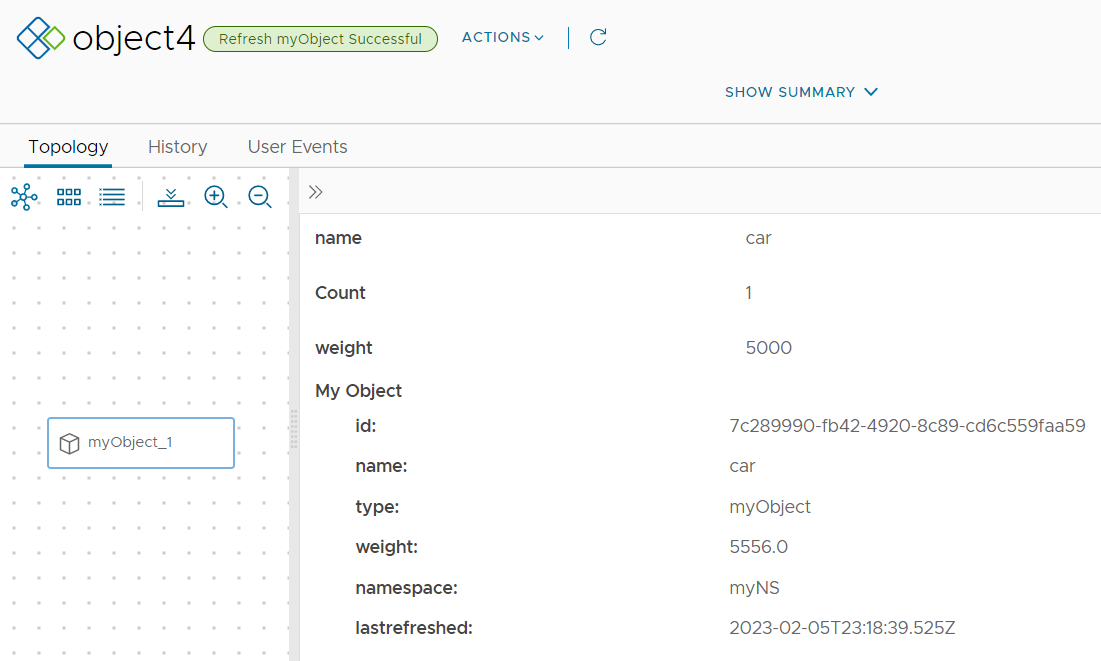 object4 Refresh myObject Successful ACTIONS
SHOW SUMMARY
Topology History User Events
name car
Count 1
weight 5000
My Object
id: 7c289990-fb42-4920-8c89-cd6c559faa59
myObject_1
name: car
type: myObject
weight: 5556.0
namespace: myNS
lastrefreshed: 2023-02-05T23:18:39.525Z